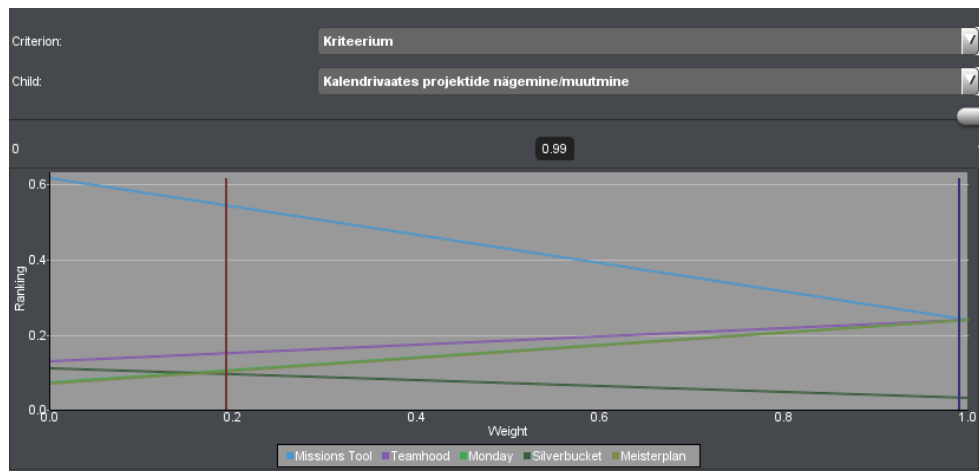 Criterion: Kriteerium
Child: Kalendrivaates projektide nägemine/muutmine
0 0.99
0.6
0.4
0.2
0.0
Ranking
0.0 0.2 0.4 0.6 0.8 1.0
Weight
Missions Tool Teamhood Monday Silverbucket Meisterplan